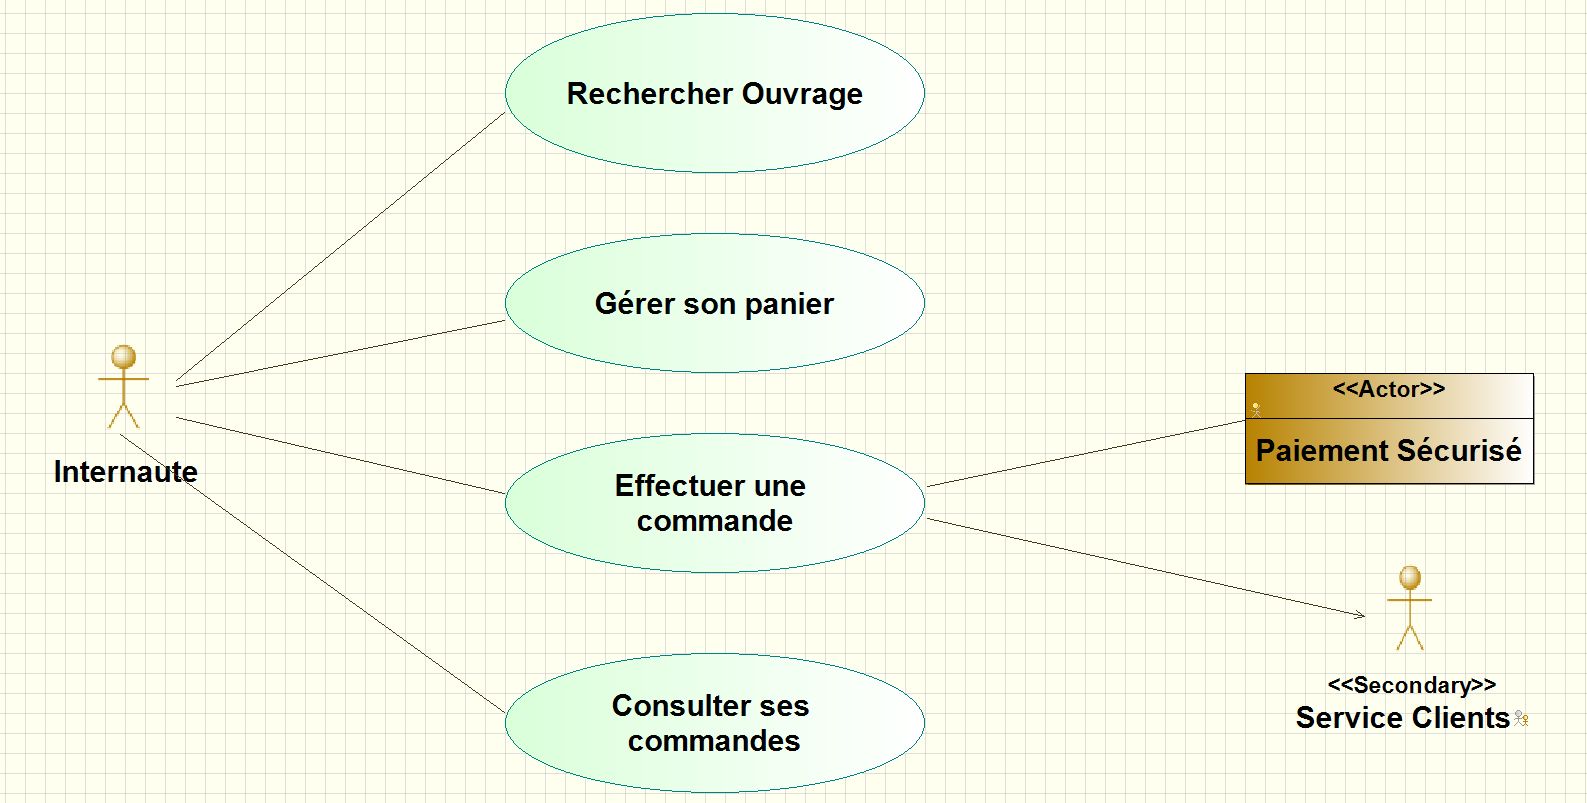 Rechercher Ouvrage
Gérer son panier
Internaute
Effectuer une
commande
<<Actor>>
Paiement Sécurisé
<<Secondary>>
Service Clients
Consulter ses
commandes